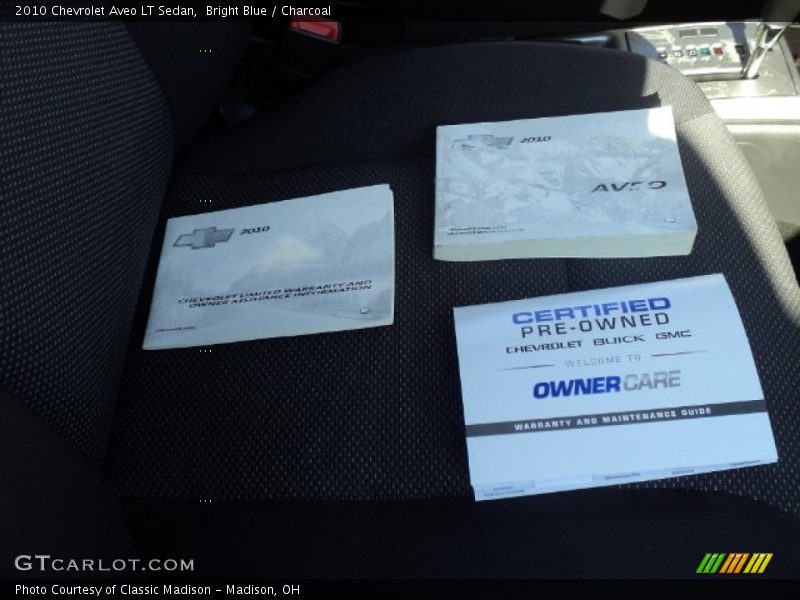 2010 Chevrolet Aveo LT Sedan, Bright Blue / Charcoal
2010
AVEO
2010
CHEVROLET LIMITED WARRANTY AND
OWNER ASSISTANCE INFORMATION
CERTIFIED
PRE-OWNED
CHEVROLET BUICK GMC
WELCOME TO
OWNERCARE
WARRANTY AND MAINTENANCE GUIDE
GTCARLOT.COM
Photo Courtesy of Classic Madison - Madison, OH